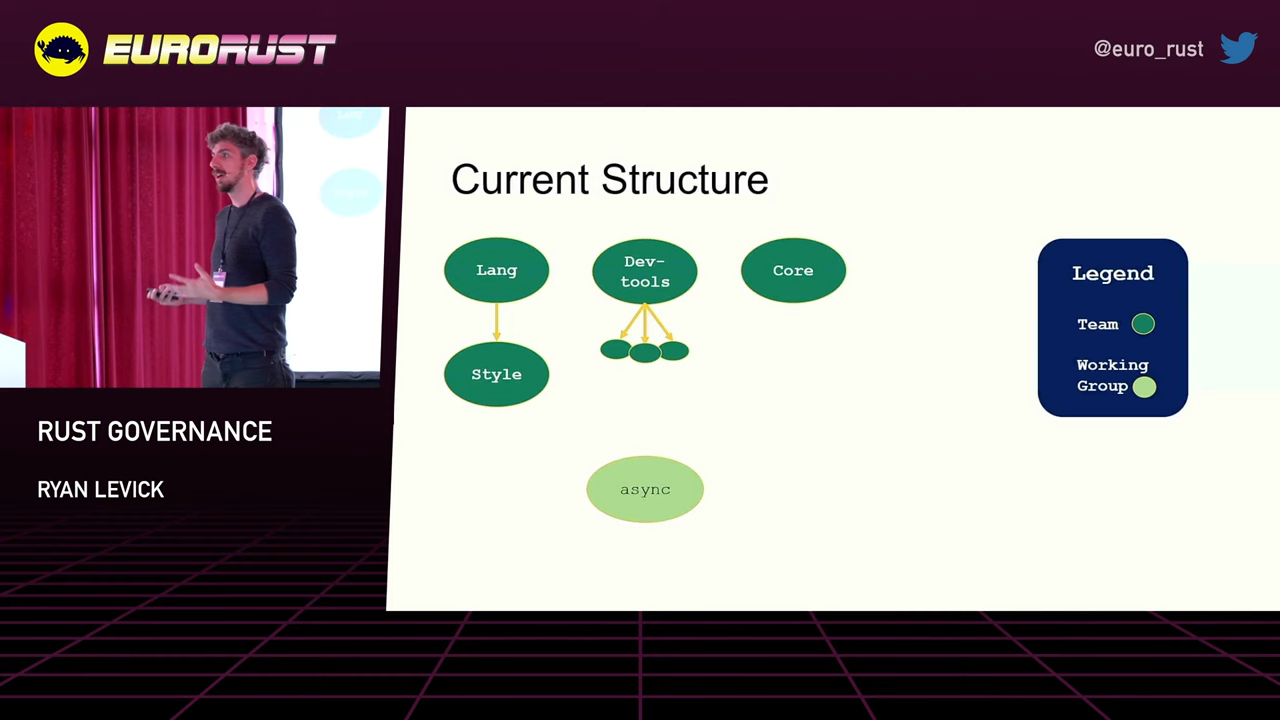 EURORUST
@euro_rust
Current Structure
Lang
Dev-
tools
Core
Style
async
Legend
Team
Working
Group
RUST GOVERNANCE
RYAN LEVICK